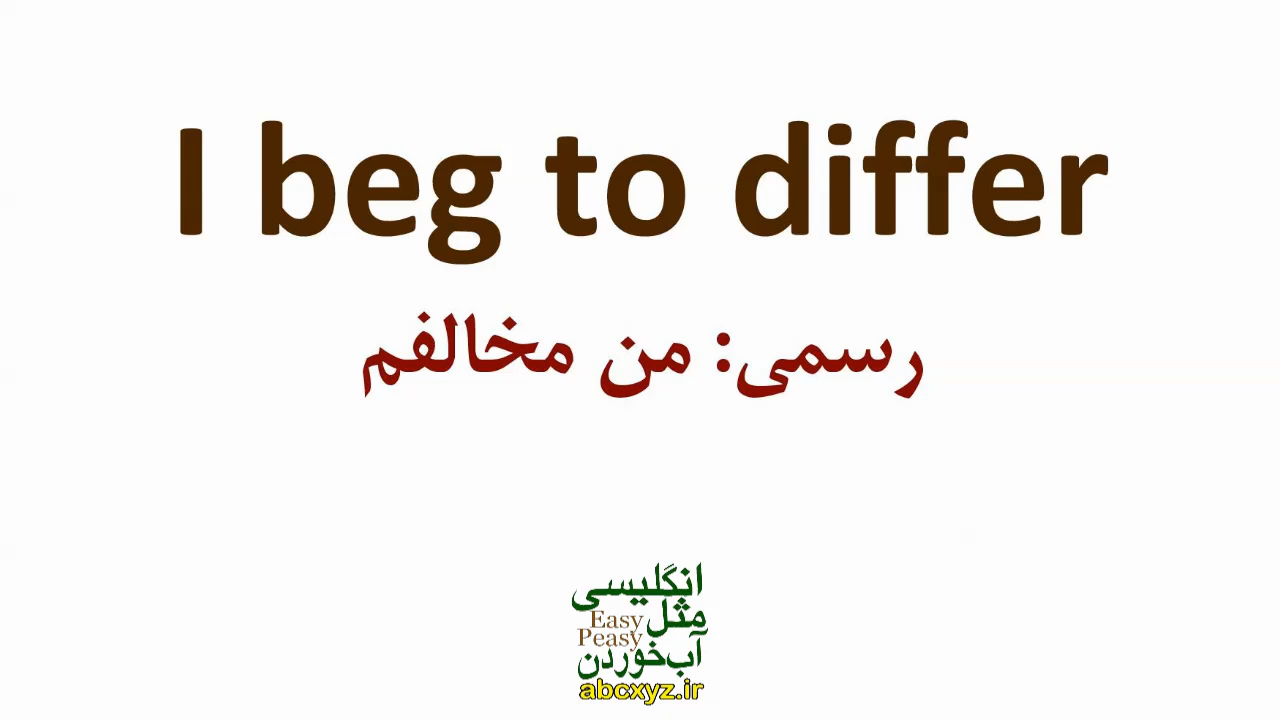 I beg to differ
رسمی: من مخالفم
انگلیسی
مثل
Easy
Peasy
آب‌خوردن
abcxyz.ir